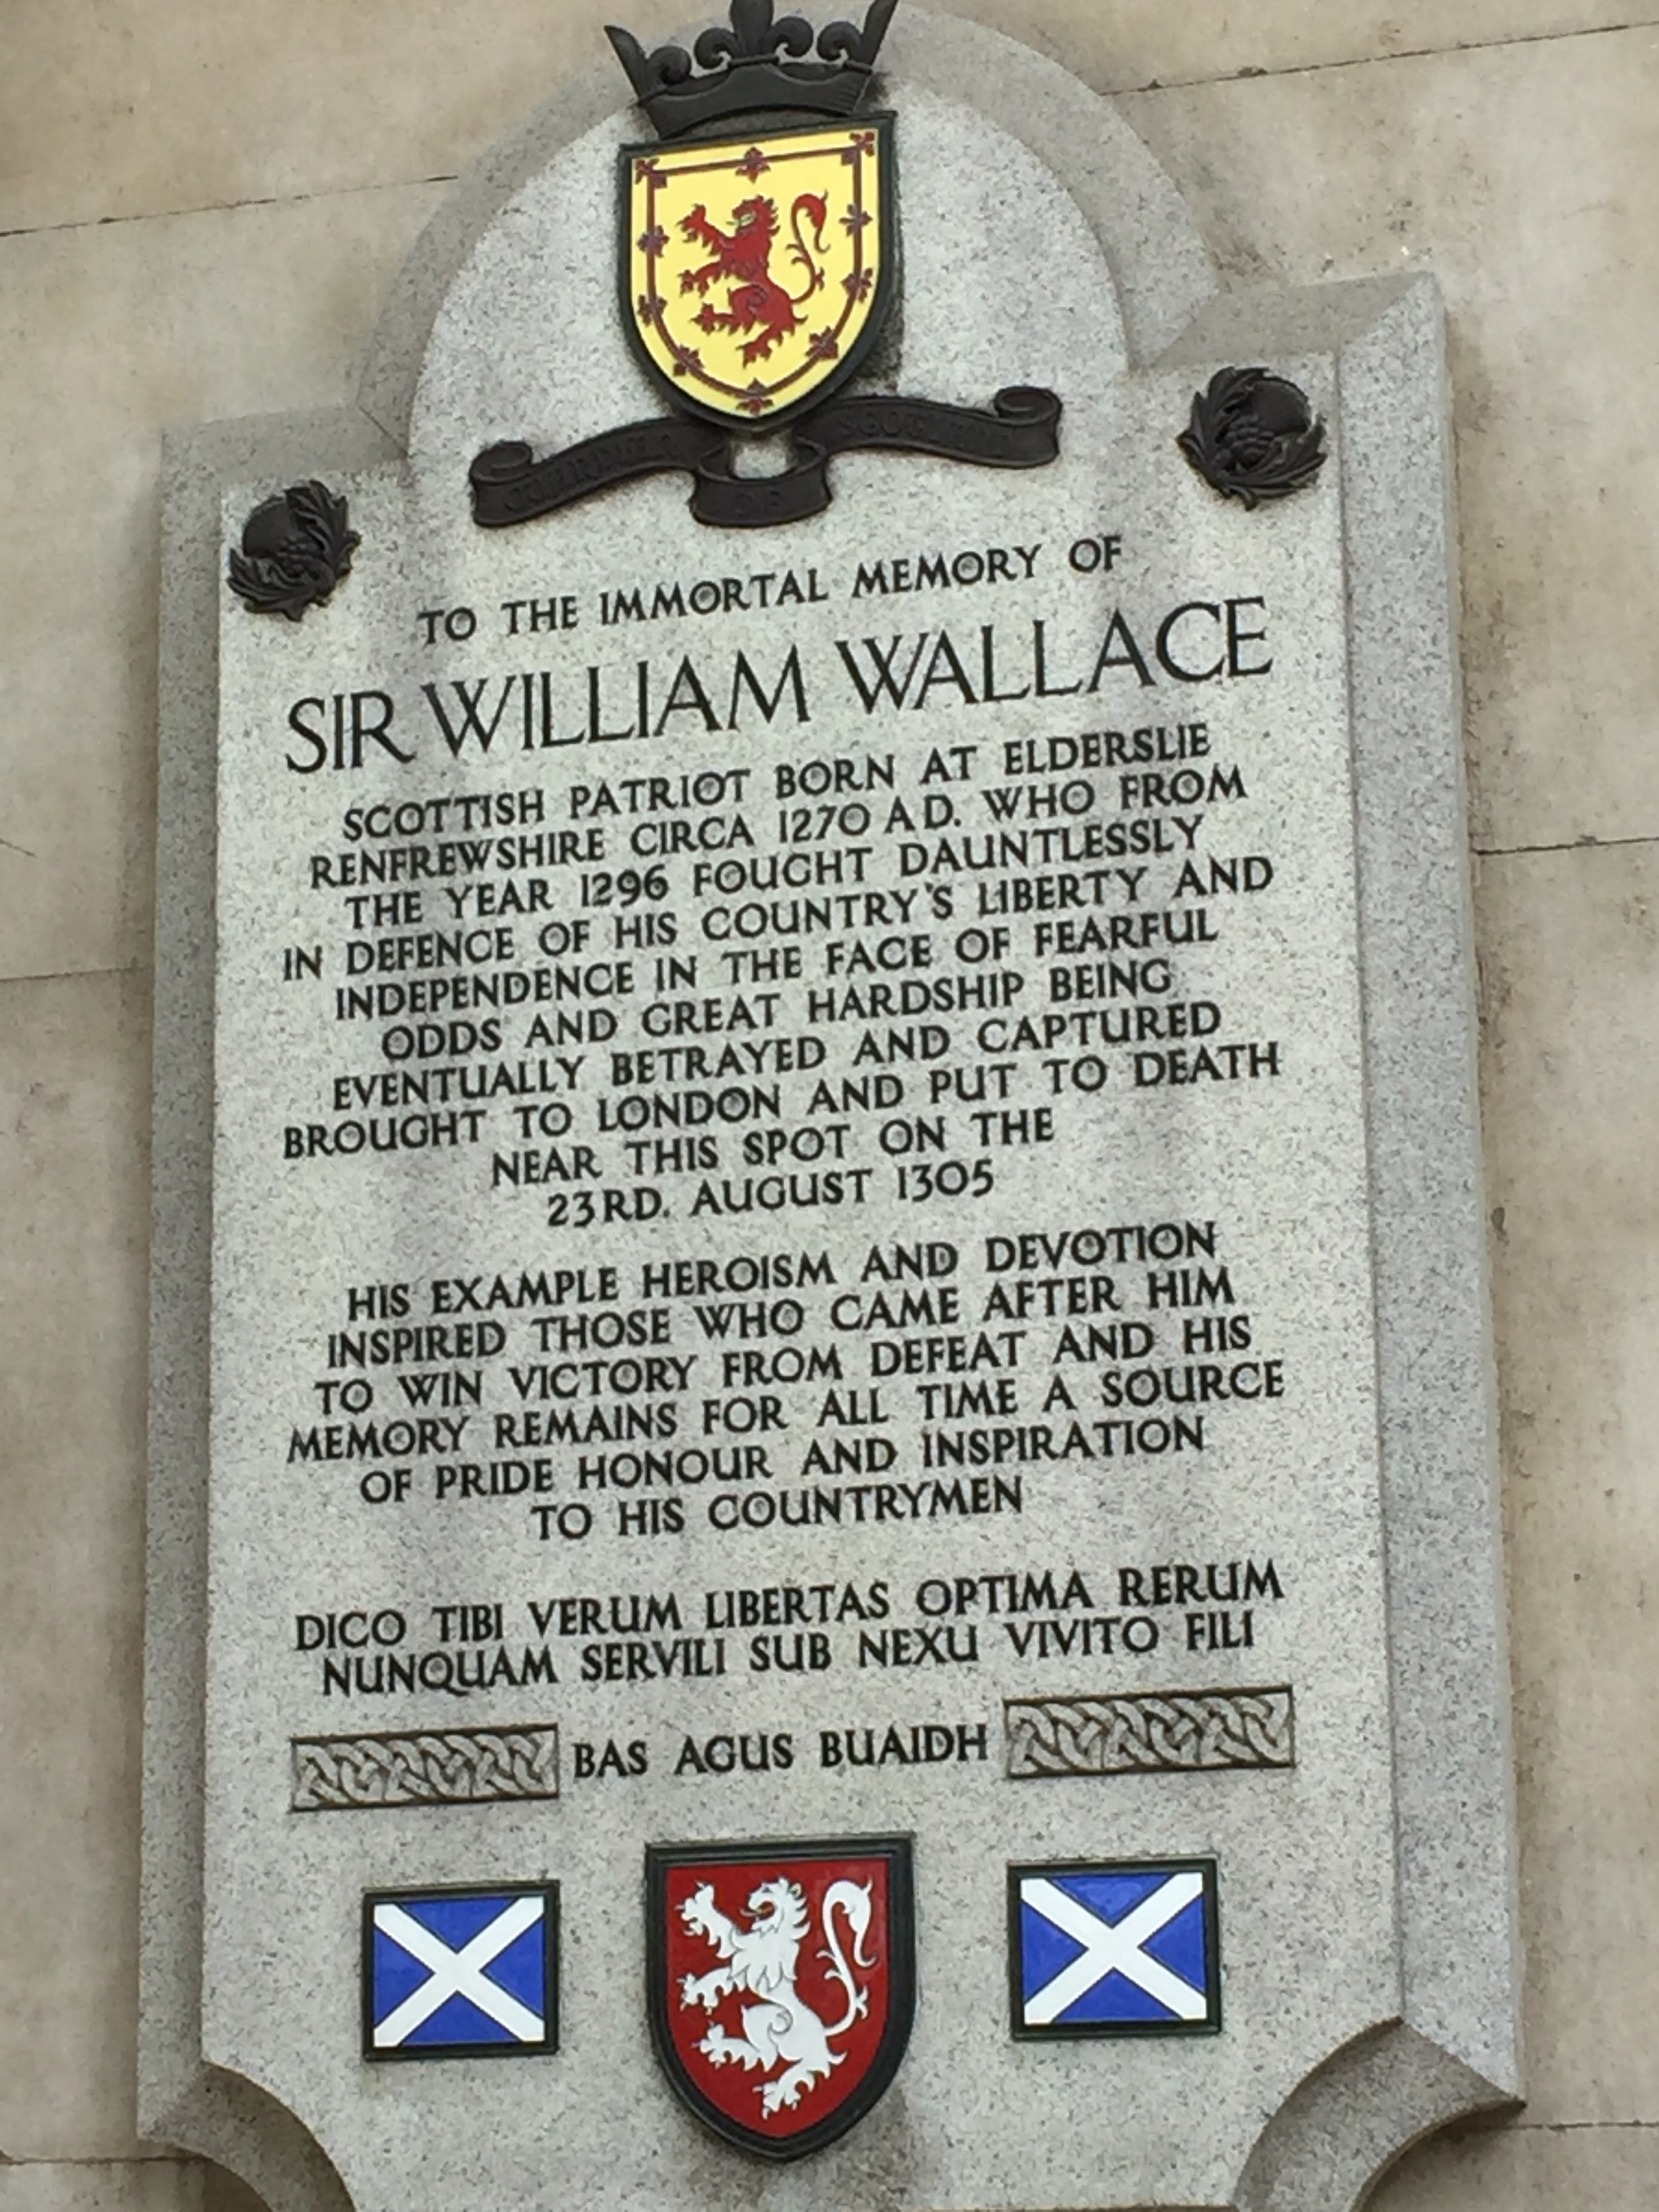 TO THE IMMORTAL MEMORY OF
SIR WILLIAM WALLACE
SCOTTISH PATRIOT BORN AT ELDERSLIE
RENFREWSHIRE CIRCA 1270 A.D. WHO FROM
THE YEAR 1296 FOUGHT DAUNTLESSLY
IN DEFENCE OF HIS COUNTRY'S LIBERTY AND
INDEPENDENCE IN THE FACE OF FEARFUL
ODDS AND GREAT HARDSHIP BEING
EVENTUALLY BETRAYED AND CAPTURED
BROUGHT TO LONDON AND PUT TO DEATH
NEAR THIS SPOT ON THE
23RD. AUGUST 1305
HIS EXAMPLE HEROISM AND DEVOTION
INSPIRED THOSE WHO CAME AFTER HIM
TO WIN VICTORY FROM DEFEAT AND HIS
MEMORY REMAINS FOR ALL TIME A SOURCE
OF PRIDE HONOUR AND INSPIRATION
TO HIS COUNTRYMEN
DICO TIBI VERUM LIBERTAS OPTIMA RERUM
NUNQUAM SERVILI SUB NEXU VIVITO FILI
BAS AGUS BUAIDH